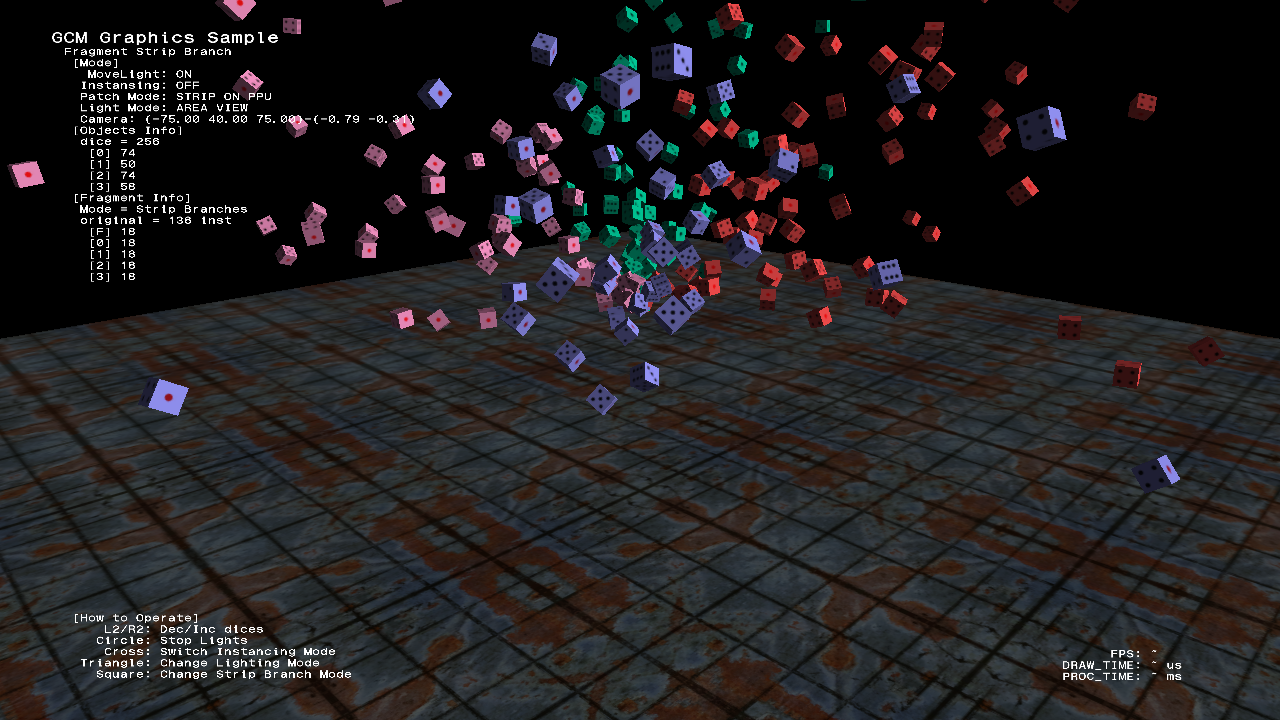 GCM Graphics Sample
Fragment Strip Branch
[Mode]
MoveLight: ON
Instansing: OFF
Patch Mode: STRIP ON PPU
Light Mode: AREA VIEW
Camera: (-75.00 40.00 75.00)-(-0.79 -0.31)
[Objects Info]
dice = 256
[0] 74
[1] 50
[2] 74
[3] 58
[Fragment Info]
Mode = Strip Branches
original = 136 inst
[F] 18
[0] 18
[1] 18
[2] 18
[3] 18
[How to Operate]
L2/R2: Dec/Inc dices
Circle: Stop Lights
Cross: Switch Instancing Mode
Triangle: Change Lighting Mode
Square: Change Strip Branch Mode
FPS: ~
DRAW_TIME: ~ us
PROC_TIME: ~ ms